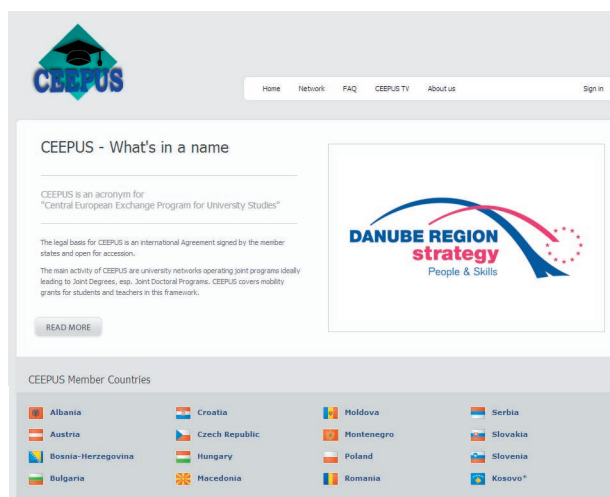 CEEPUS
Home Network FAQ CEEPUS TV About us Sign in
CEEPUS - What's in a name
CEEPUS is an acronym for
"Central European Exchange Program for University Studies"
The legal basis for CEEPUS is an international Agreement signed by the member
states and open for accession.
The main activity of CEEPUS are university networks operating joint programs ideally
leading to Joint Degrees, esp. Joint Doctoral Programs. CEEPUS covers mobility
grants for students and teachers in this framework.
READ MORE
DANUBE REGION
strategy
People & Skills
CEEPUS Member Countries
Albania Croatia Moldova Serbia
Austria Czech Republic Montenegro Slovakia
Bosnia-Herzegovina Hungary Poland Slovenia
Bulgaria Macedonia Romania Kosovo*